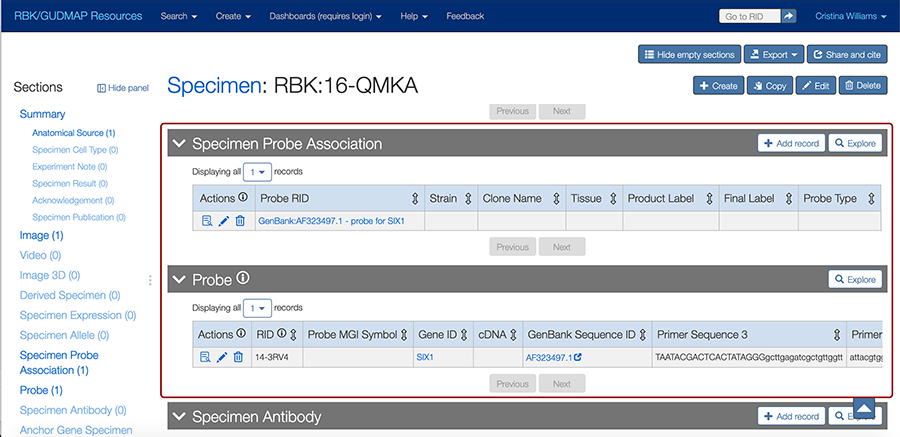 RBK/GUDMAP Resources Search Create Dashboards (requires login) Help Feedback Go to RID Cristina Williams
Hide empty sections Export Share and cite
Sections Hide panel Specimen: RBK:16-QMKA Create Copy Edit Delete
Summary Previous Next
Anatomical Source (1)
Specimen Cell Type (0)
Experiment Note (0)
Specimen Result (0)
Acknowledgement (0)
Specimen Publication (0)
Image (1)
Video (0)
Image 3D (0)
Derived Specimen (0)
Specimen Expression (0)
Specimen Allele (0)
Specimen Probe
Association (1)
Probe (1)
Specimen Antibody (0)
Anchor Gene Specimen
Specimen Probe Association Add record Explore
Displaying all 1 records
Actions Probe RID Strain Clone Name Tissue Product Label Final Label Probe Type
GenBank:AF323497.1 - probe for SIX1
Previous Next
Probe Explore
Displaying all 1 records
Actions RID Probe MGI Symbol Gene ID cDNA GenBank Sequence ID Primer Sequence 3 Primer
14-3RV4 SIX1 AF323497.1 TAATACGACTCACTATAGGGgcttgagatcgctgttggtt attacgtgg
Previous Next
Specimen Antibody Add record Explore